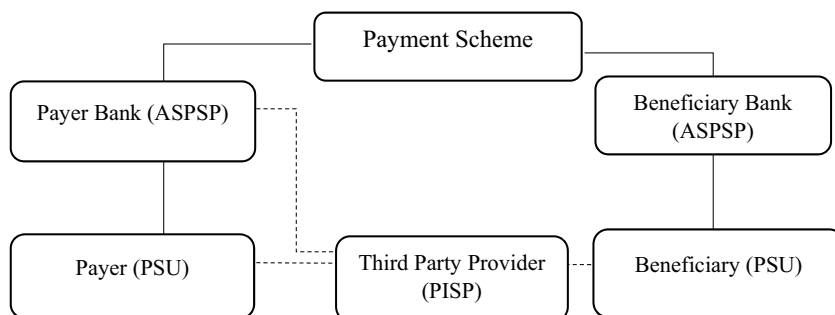 Payment Scheme
Payer Bank (ASPSP)
Beneficiary Bank
(ASPSP)
Payer (PSU)
Third Party Provider
(PISP)
Beneficiary (PSU)